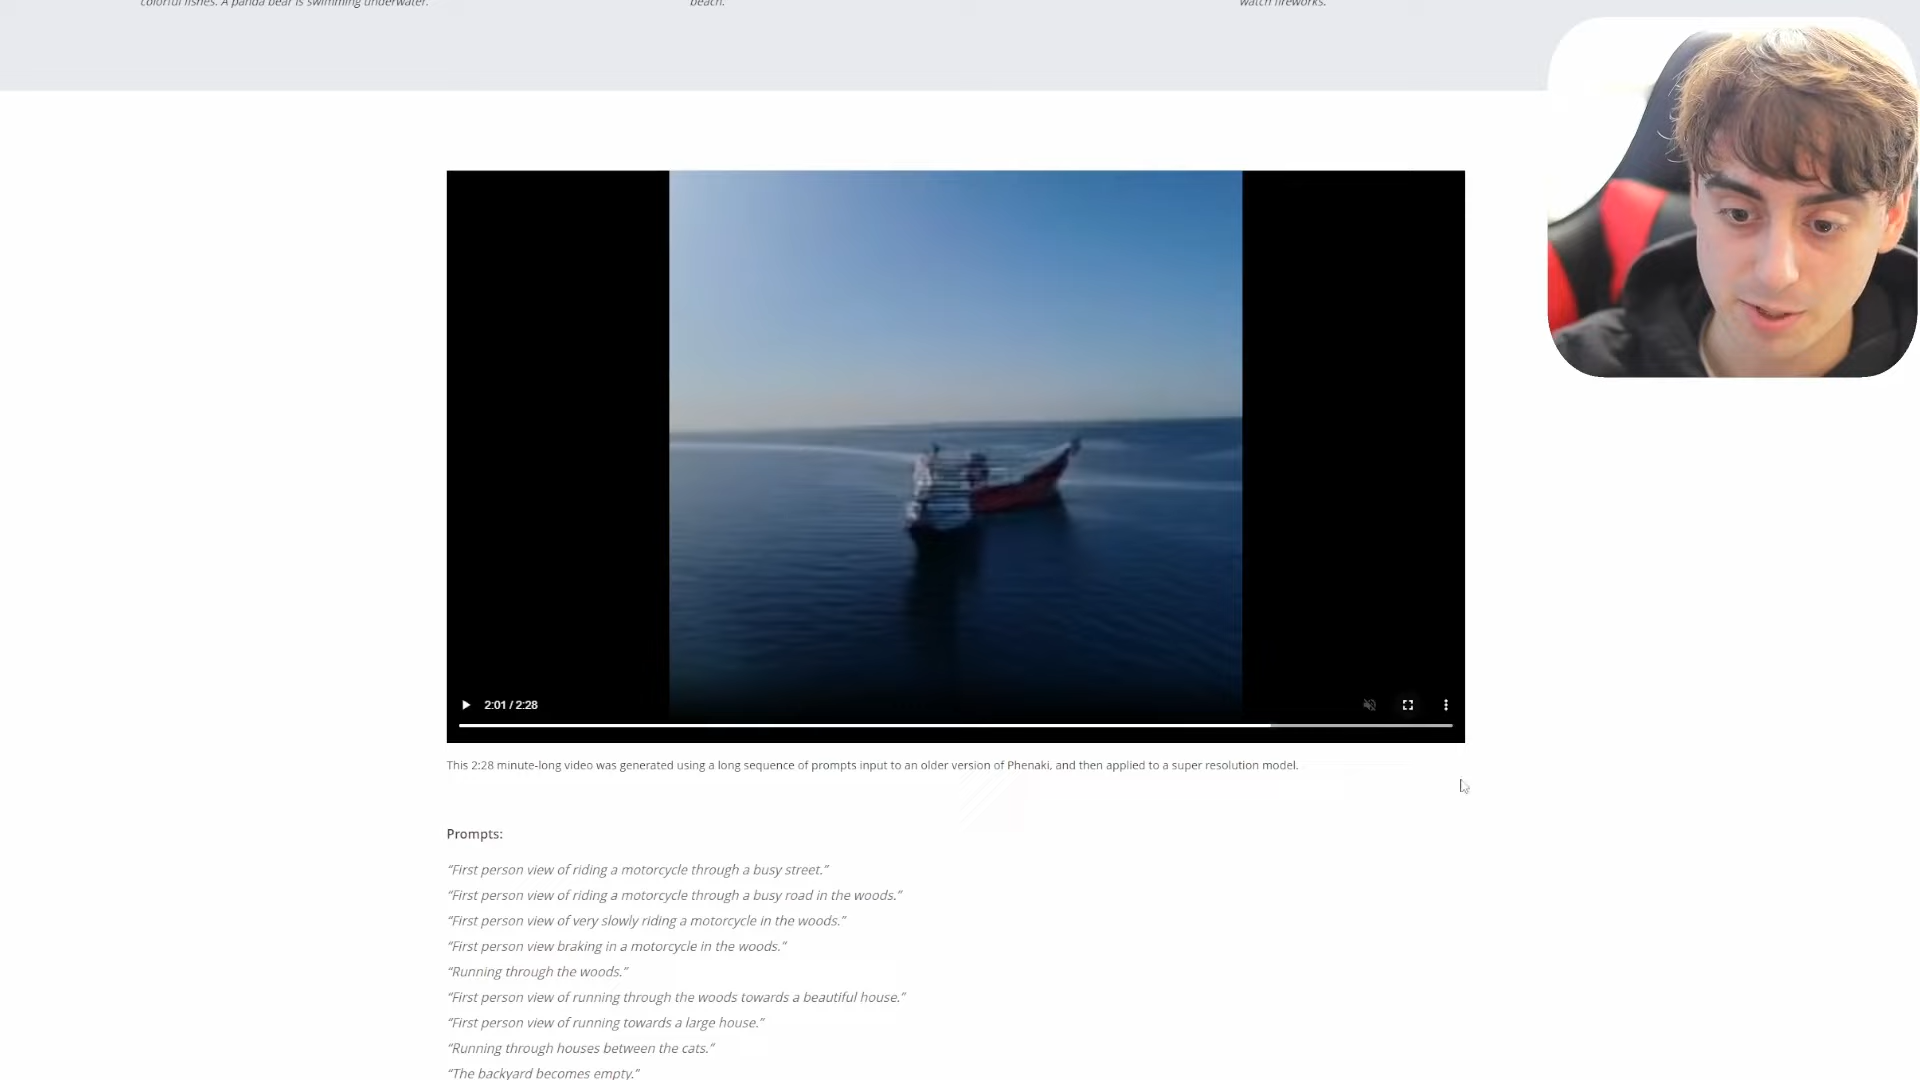 colorful fishes. A panda bear is swimming underwater.
beach.
watch fireworks.
2:01 / 2:28
This 2:28 minute-long video was generated using a long sequence of prompts input to an older version of Phenaki, and then applied to a super resolution model.
Prompts:
“First person view of riding a motorcycle through a busy street.”
“First person view of riding a motorcycle through a busy road in the woods.”
“First person view of very slowly riding a motorcycle in the woods.”
“First person view braking in a motorcycle in the woods.”
“Running through the woods.”
“First person view of running through the woods towards a beautiful house.”
“First person view of running towards a large house.”
“Running through houses between the cats.“
“The backyard becomes empty.”